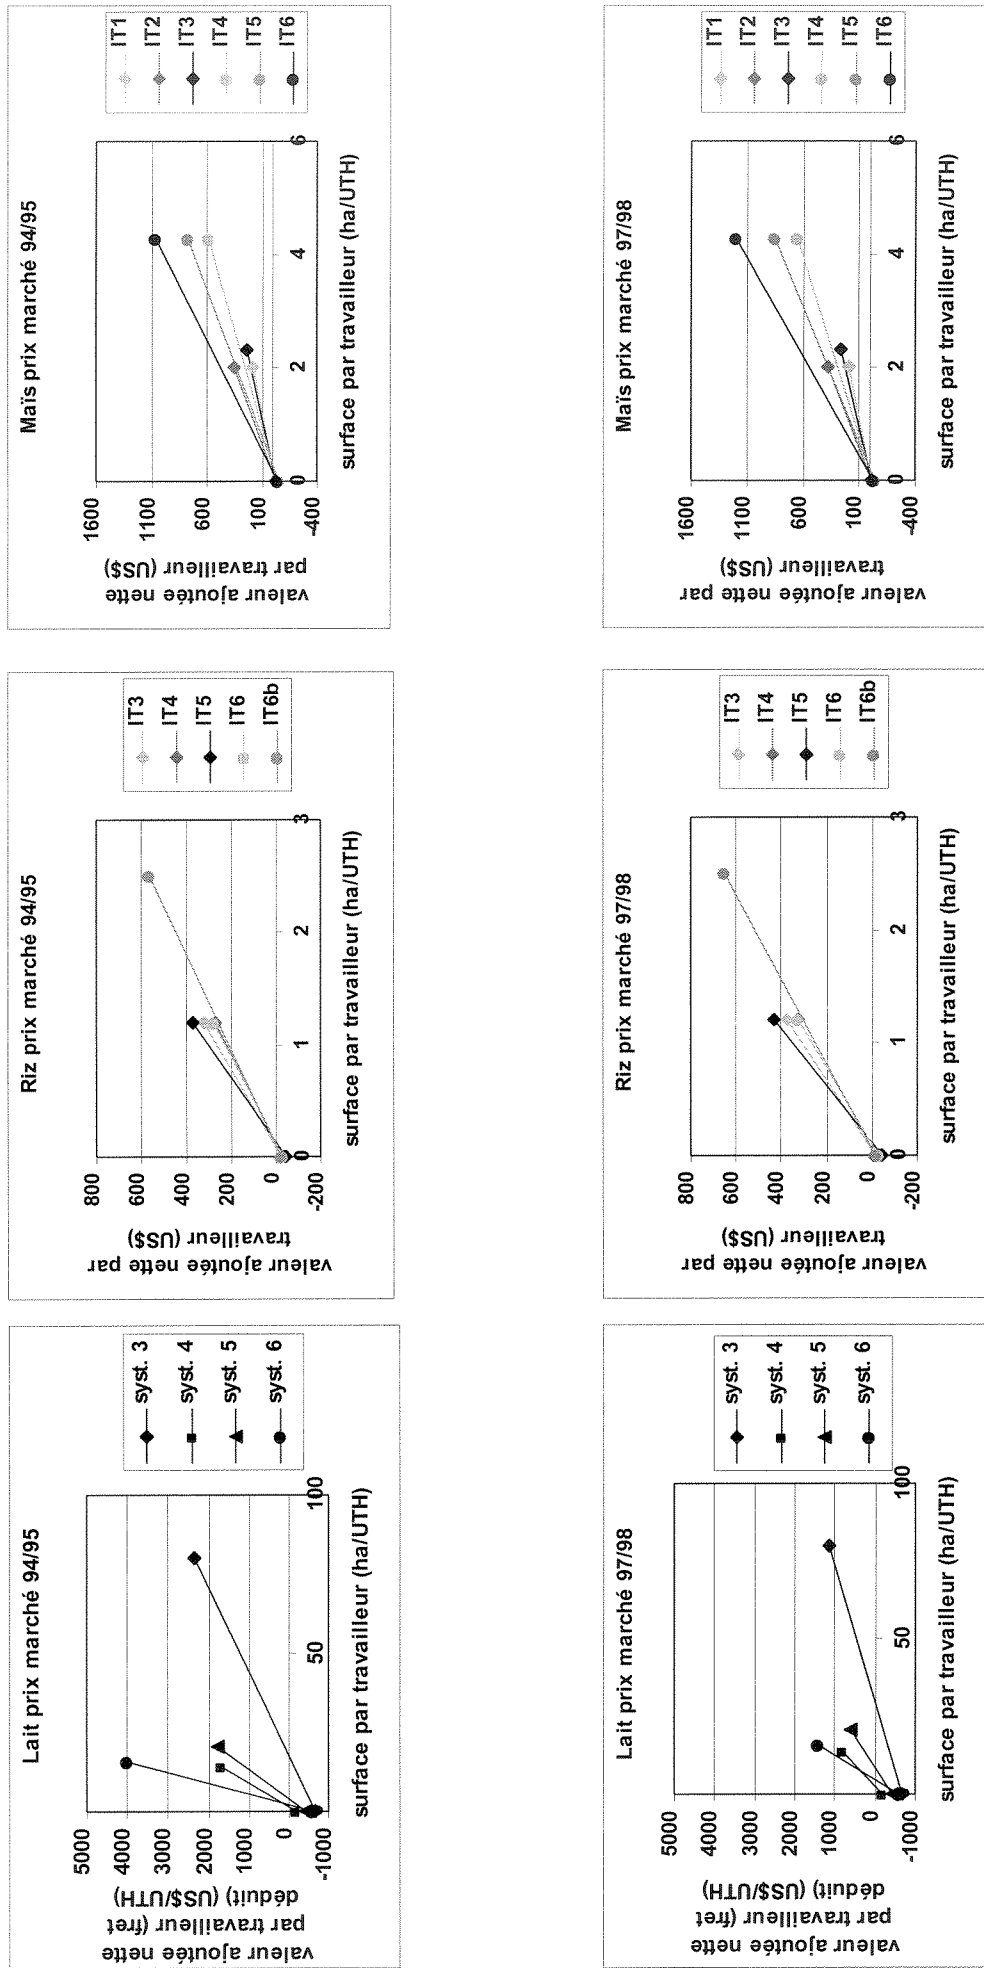 Lait prix marché 94/95
valeur ajoutée nette
par travailleur (fret
déduit) (US$/UTH)
5000
4000
3000
2000
1000
0
-1000
50
100
surface par travailleur (ha/UTH)
syst. 3
syst. 4
syst. 5
syst. 6
Riz prix marché 94/95
valeur ajoutée nette par
travailleur (US$)
800
600
400
200
0
-200
0
1
2
3
surface par travailleur (ha/UTH)
IT3
IT4
IT5
IT6
IT6b
Maïs prix marché 94/95
valeur ajoutée nette
par travailleur (US$)
1600
1100
600
100
-400
0
2
4
6
surface par travailleur (ha/UTH)
IT1
IT2
IT3
IT4
IT5
IT6
Lait prix marché 97/98
valeur ajoutée nette
par travailleur (fret
déduit) (US$/UTH)
5000
4000
3000
2000
1000
0
-1000
50
100
surface par travailleur (ha/UTH)
syst. 3
syst. 4
syst. 5
syst. 6
Riz prix marché 97/98
valeur ajoutée nette par
travailleur (US$)
800
600
400
200
0
-200
0
1
2
3
surface par travailleur (ha/UTH)
IT3
IT4
IT5
IT6
IT6b
Maïs prix marché 97/98
valeur ajoutée nette par
travailleur (US$)
1600
1100
600
100
-400
0
2
4
6
surface par travailleur (ha/UTH)
IT1
IT2
IT3
IT4
IT5
IT6